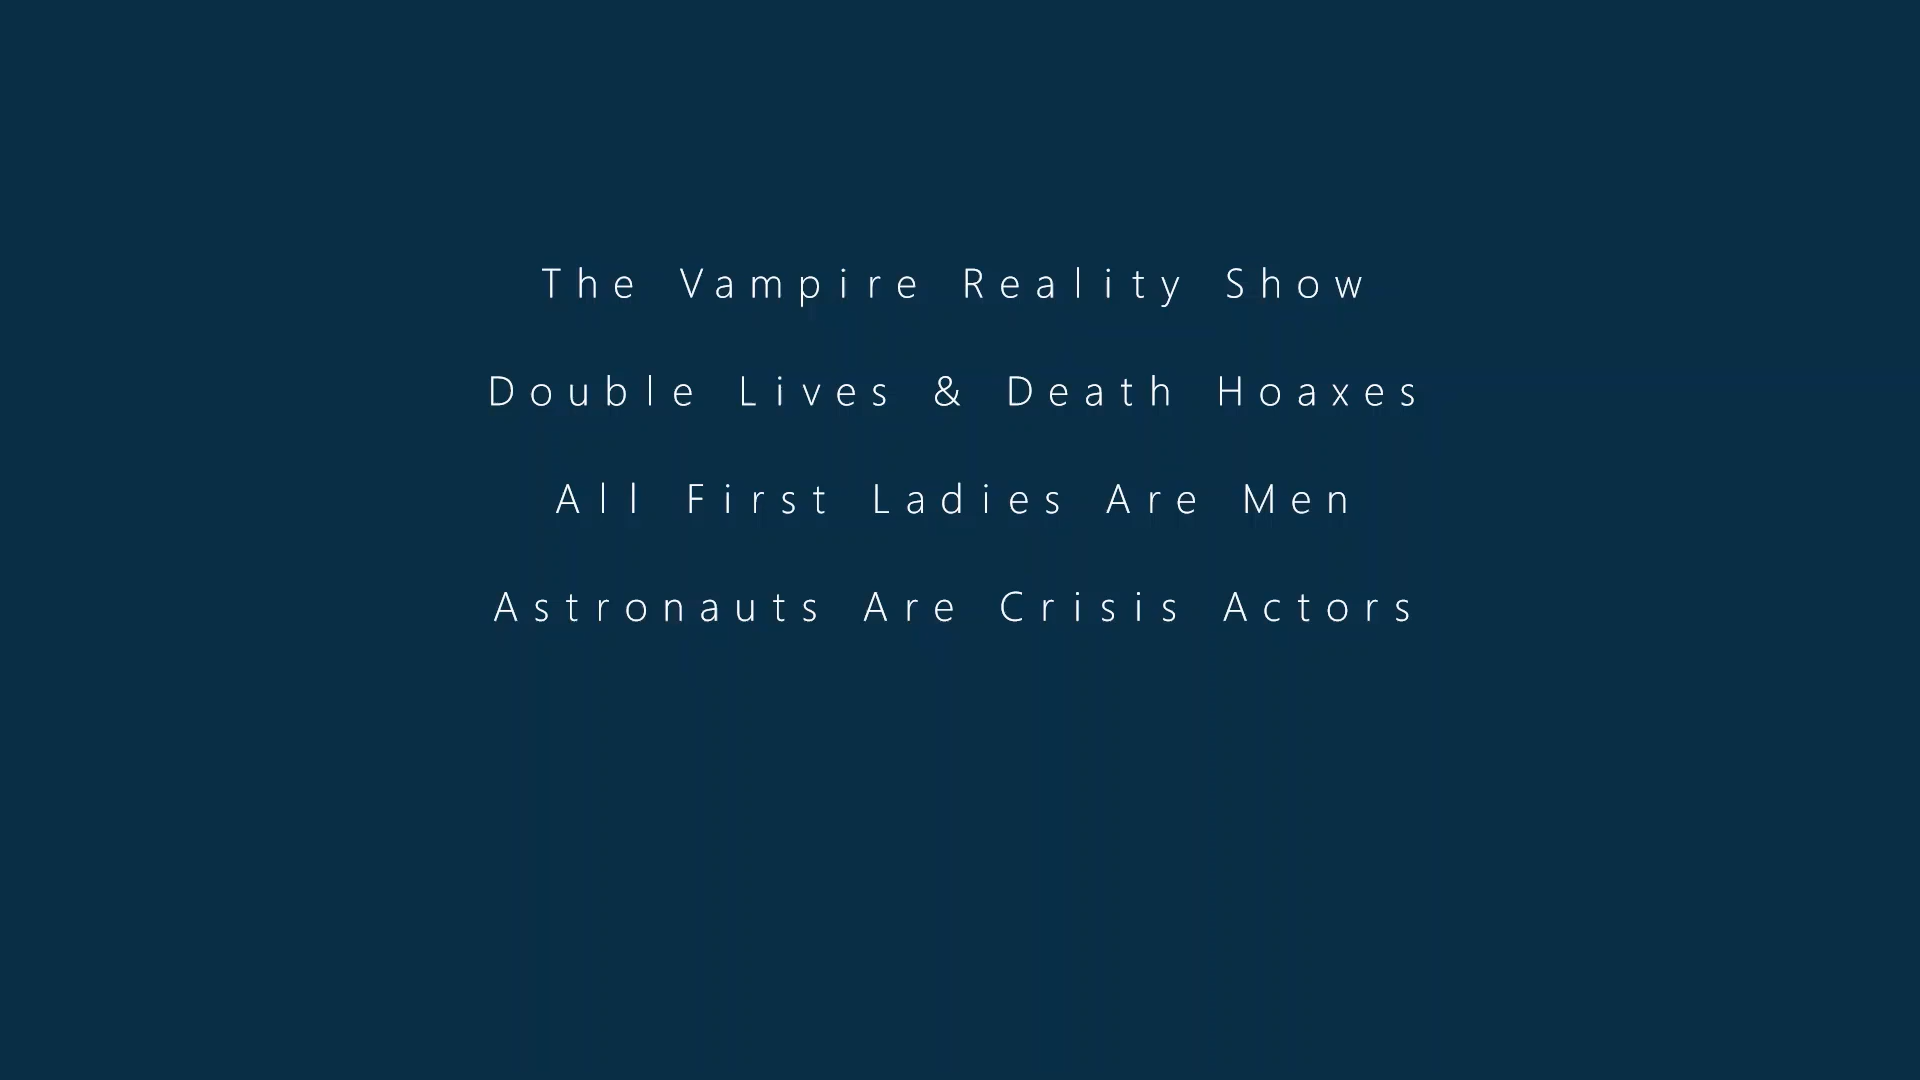 The Vampire Reality Show
Double Lives & Death Hoaxes
All First Ladies Are Men
Astronauts Are Crisis Actors